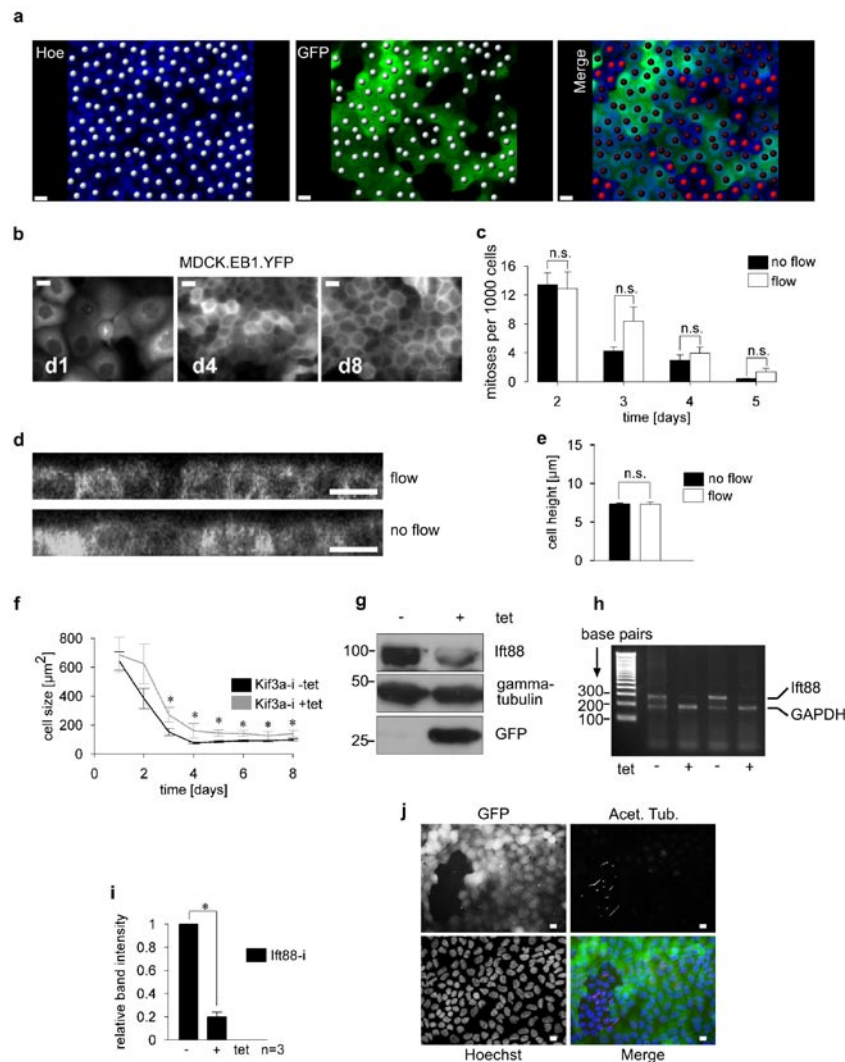 a
Hoe
GFP
Merge
b
MDCK.EB1.YFP
d1
d4
d8
c
mitoses per 1000 cells
16
12
8
4
0
n.s.
n.s.
n.s.
n.s.
no flow
flow
2
3
4
5
time [days]
d
flow
no flow
e
cell height [µm]
15
10
5
0
n.s.
no flow
flow
f
cell size [µm²]
800
600
400
200
0
* * * * * *
Kif3a-i -tet
Kif3a-i +tet
0 2 4 6 8
time [days]
g
- + tet
100
Ift88
50
gamma-
tubulin
25
GFP
h
base pairs
300
200
100
Ift88
GAPDH
tet - + - +
i
relative band intensity
1
0.8
0.6
0.4
0.2
0
*
Ift88-i
- + tet n=3
j
GFP
Acet. Tub.
Hoechst
Merge